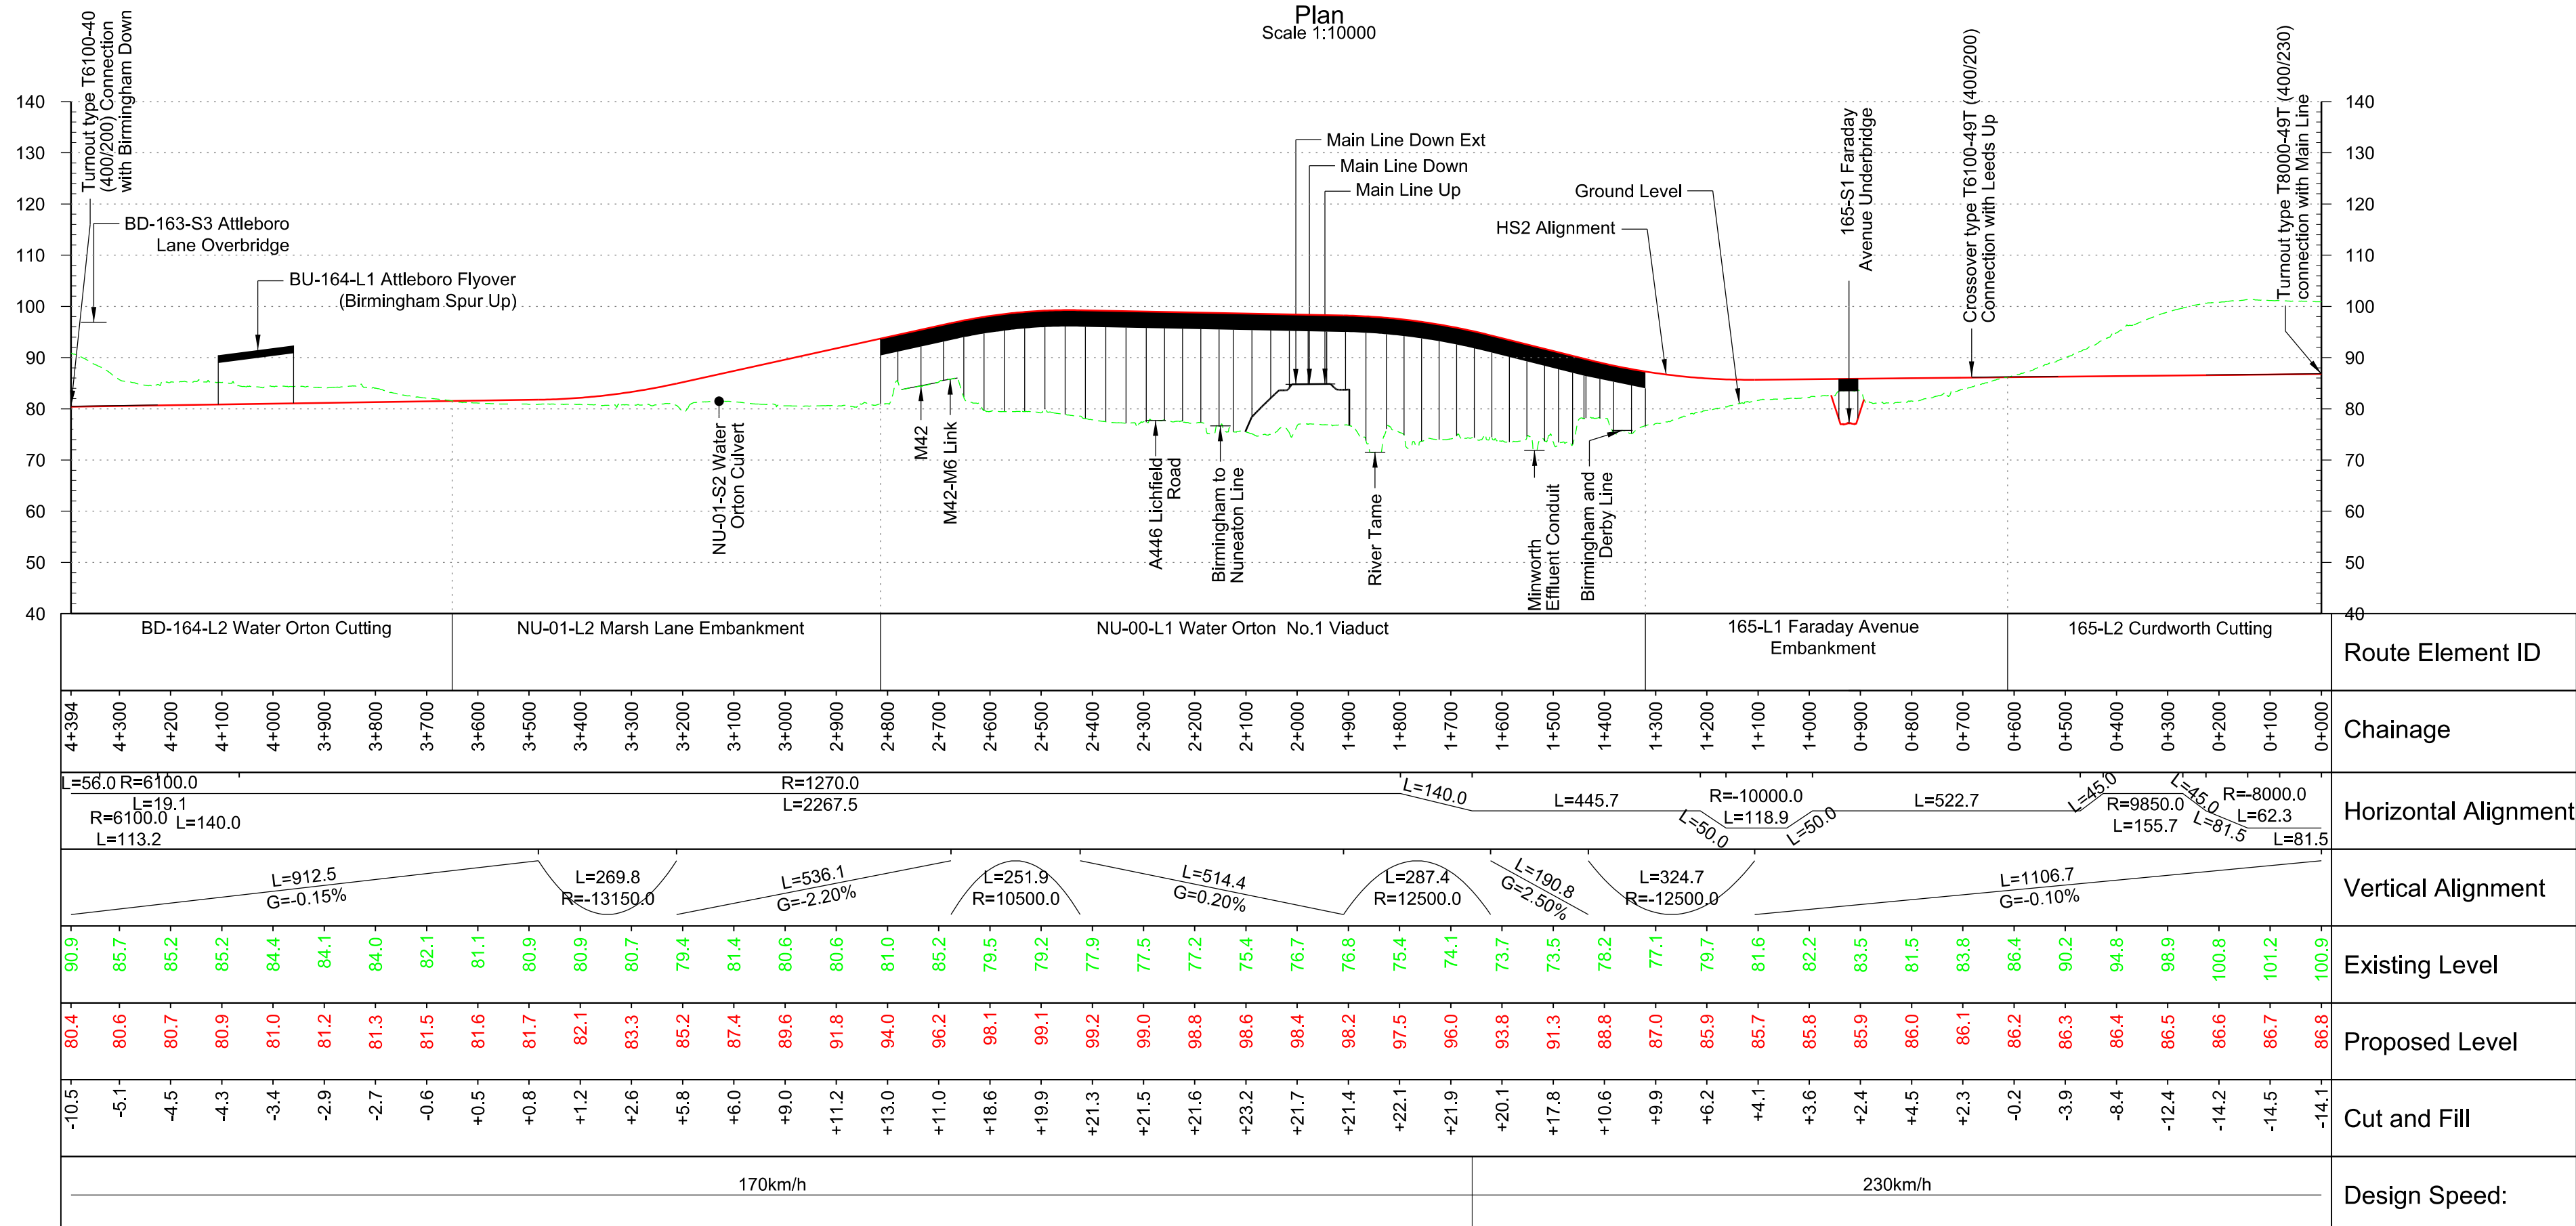 Plan
Scale 1:10000
Turnout type T6100-40
(400/200) Connection
with Birmingham Down
BD-163-S3 Attleboro
Lane Overbridge
BU-164-L1 Attleboro Flyover
(Birmingham Spur Up)
NU-01-S2 Water
Orton Culvert
M42
M42-M6 Link
A446 Lichfield
Road
Birmingham to
Nuneaton Line
Main Line Down Ext
Main Line Down
Main Line Up
River Tame
Minworth
Effluent Conduit
Birmingham and
Derby Line
HS2 Alignment
Ground Level
165-S1 Faraday
Avenue Underbridge
Crossover type T6100-49T (400/200)
Connection with Leeds Up
Turnout type T8000-49T (400/230)
connection with Main Line
140 140
130 130
120 120
110 110
100 100
90 90
80 80
70 70
60 60
50 50
40 40
BD-164-L2 Water Orton Cutting
NU-01-L2 Marsh Lane Embankment
NU-00-L1 Water Orton No.1 Viaduct
165-L1 Faraday Avenue
Embankment
165-L2 Curdworth Cutting
Route Element ID
4+394 4+300 4+200 4+100 4+000 3+900 3+800 3+700 3+600 3+500 3+400 3+300 3+200 3+100 3+000 2+900 2+800 2+700 2+600 2+500 2+400 2+300 2+200 2+100 2+000 1+900 1+800 1+700 1+600 1+500 1+400 1+300 1+200 1+100 1+000 0+900 0+800 0+700 0+600 0+500 0+400 0+300 0+200 0+100 0+000 Chainage
L=56.0 R=6100.0
L=19.1
R=6100.0 L=140.0
L=113.2
R=1270.0
L=2267.5
L=140.0
L=445.7
L=50.0
R=-10000.0
L=118.9
L=50.0
L=522.7
L=45.0
R=9850.0
L=155.7
L=45.0
L=81.5
R=-8000.0
L=62.3
L=81.5
Horizontal Alignment
L=912.5
G=-0.15%
L=269.8
R=-13150.0
L=536.1
G=-2.20%
L=251.9
R=10500.0
L=514.4
G=0.20%
L=287.4
R=12500.0
L=190.8
G=2.50%
L=324.7
R=-12500.0
L=1106.7
G=-0.10%
Vertical Alignment
90.9 85.7 85.2 85.2 84.4 84.1 84.0 82.1 81.1 80.9 80.9 80.7 79.4 81.4 80.6 80.6 81.0 85.2 79.5 79.2 77.9 77.5 77.2 75.4 76.7 76.8 75.4 74.1 73.7 73.5 78.2 77.1 79.7 81.6 82.2 83.5 81.5 83.8 86.4 90.2 94.8 98.9 100.8 101.2 100.9 Existing Level
80.4 80.6 80.7 80.9 81.0 81.2 81.3 81.5 81.6 81.7 82.1 83.3 85.2 87.4 89.6 91.8 94.0 96.2 98.1 99.1 99.2 99.0 98.8 98.6 98.4 98.2 97.5 96.0 93.8 91.3 88.8 87.0 85.9 85.7 85.8 85.9 86.0 86.1 86.2 86.3 86.4 86.5 86.6 86.7 86.8 Proposed Level
-10.5 -5.1 -4.5 -4.3 -3.4 -2.9 -2.7 -0.6 +0.5 +0.8 +1.2 +2.6 +5.8 +6.0 +9.0 +11.2 +13.0 +11.0 +18.6 +19.9 +21.3 +21.5 +21.6 +23.2 +21.7 +21.4 +22.1 +21.9 +20.1 +17.8 +10.6 +9.9 +6.2 +4.1 +3.6 +2.4 +4.5 +2.3 -0.2 -3.9 -8.4 -12.4 -14.2 -14.5 -14.1 Cut and Fill
170km/h 230km/h Design Speed: